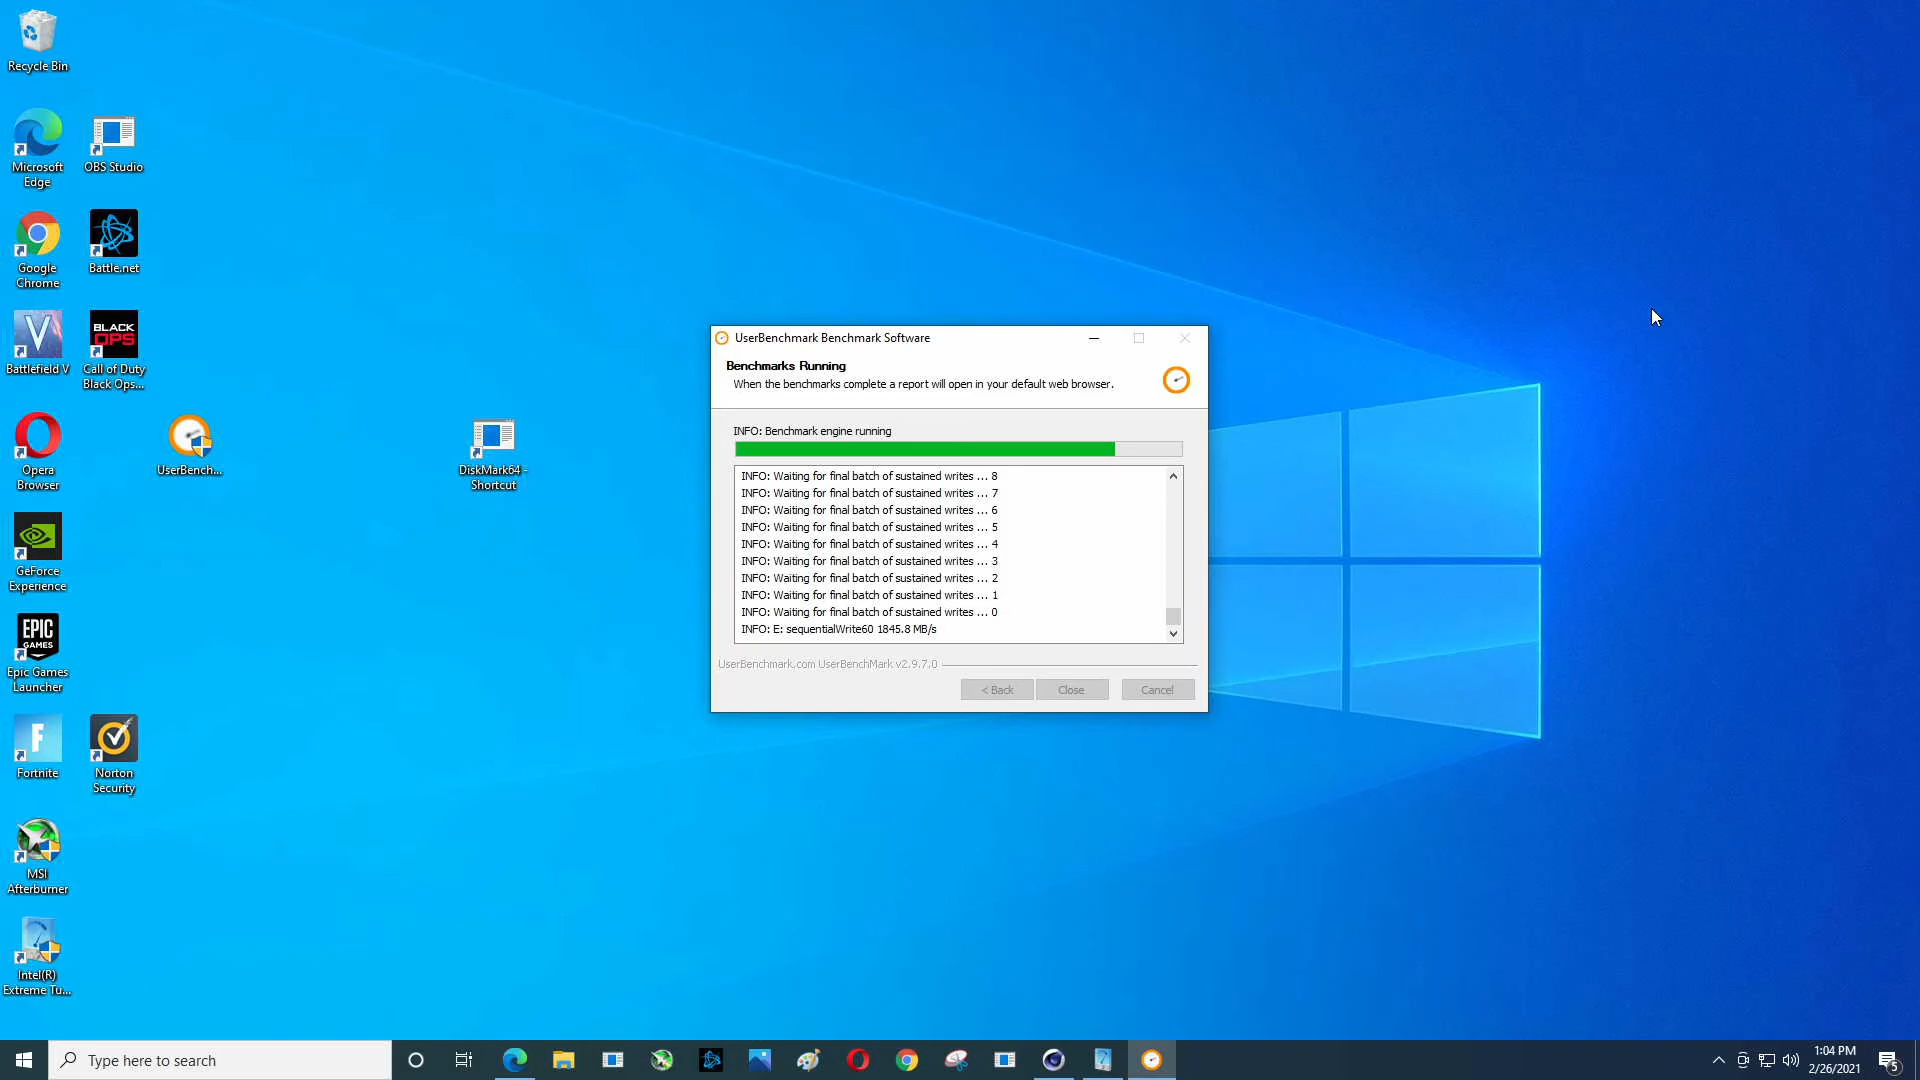 Recycle Bin
Microsoft
Edge
OBS Studio
Google
Chrome
Battle.net
V
Battlefield V
BLACK
OPS
Call of Duty
Black Ops...
Opera
Browser
UserBench...
DiskMark64 -
Shortcut
GeForce
Experience
EPIC
GAMES
Epic Games
Launcher
F
Fortnite
Norton
Security
MSI
Afterburner
Intel(R)
Extreme Tu...
UserBenchmark Benchmark Software
Benchmarks Running
When the benchmarks complete a report will open in your default web browser.
INFO: Benchmark engine running
INFO: Waiting for final batch of sustained writes ... 8
INFO: Waiting for final batch of sustained writes ... 7
INFO: Waiting for final batch of sustained writes ... 6
INFO: Waiting for final batch of sustained writes ... 5
INFO: Waiting for final batch of sustained writes ... 4
INFO: Waiting for final batch of sustained writes ... 3
INFO: Waiting for final batch of sustained writes ... 2
INFO: Waiting for final batch of sustained writes ... 1
INFO: Waiting for final batch of sustained writes ... 0
INFO: E: sequentialWrite60 1845.8 MB/s
UserBenchmark.com UserBenchMark v2.9.7.0
< Back
Close
Cancel
Type here to search
1:04 PM
2/26/2021
5